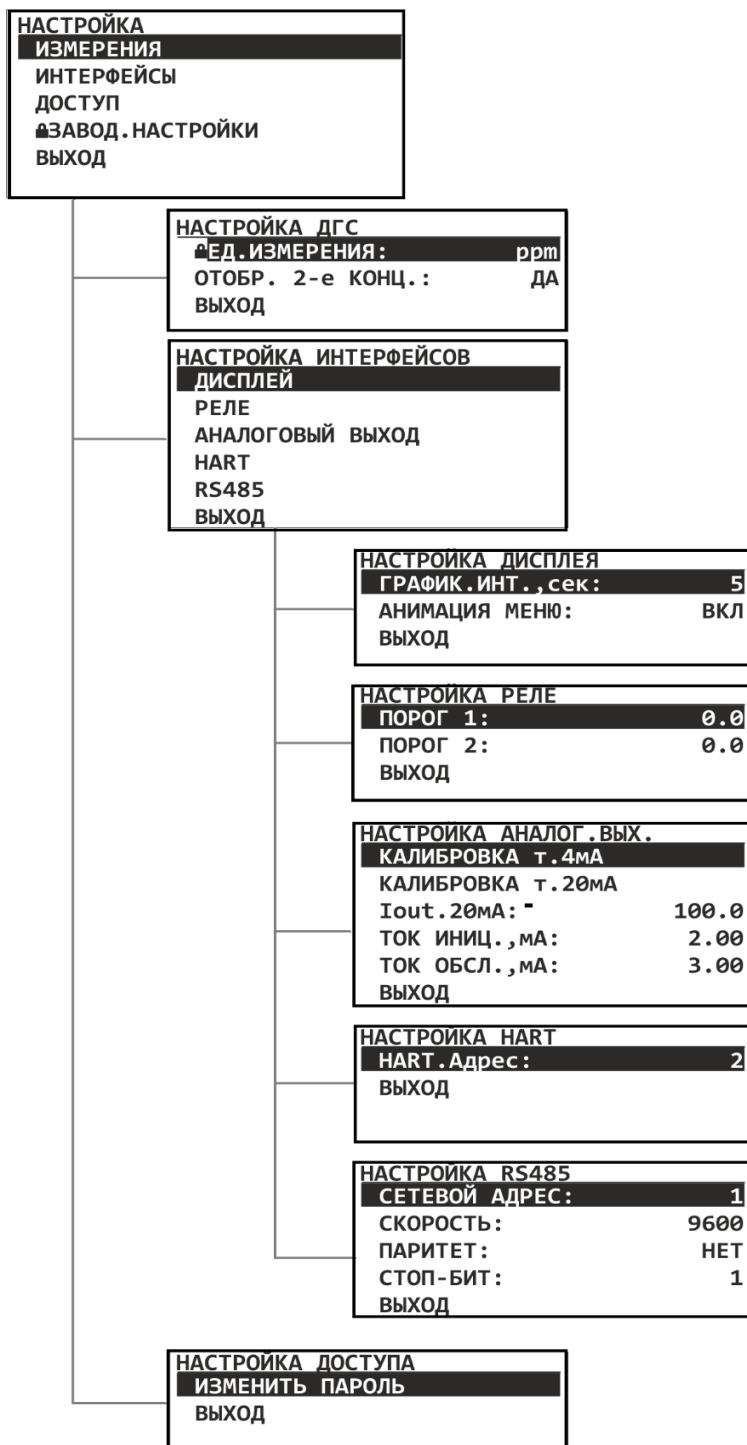 НАСТРОЙКА
ИЗМЕРЕНИЯ
ИНТЕРФЕЙСЫ
ДОСТУП
ЗАВОД.НАСТРОЙКИ
ВЫХОД
НАСТРОЙКА ДГС
ЕД.ИЗМЕРЕНИЯ: ppm
ОТОБР. 2-е КОНЦ.: ДА
ВЫХОД
НАСТРОЙКА ИНТЕРФЕЙСОВ
ДИСПЛЕЙ
РЕЛЕ
АНАЛОГОВЫЙ ВЫХОД
HART
RS485
ВЫХОД
НАСТРОЙКА ДИСПЛЕЯ
ГРАФИК.ИНТ.,сек: 5
АНИМАЦИЯ МЕНЮ: ВКЛ
ВЫХОД
НАСТРОЙКА РЕЛЕ
ПОРОГ 1: 0.0
ПОРОГ 2: 0.0
ВЫХОД
НАСТРОЙКА АНАЛОГ.ВЫХ.
КАЛИБРОВКА т.4мА
КАЛИБРОВКА т.20мА
Iout.20мА: 100.0
ТОК ИНИЦ.,мА: 2.00
ТОК ОБСЛ.,мА: 3.00
ВЫХОД
НАСТРОЙКА HART
HART.Адрес: 2
ВЫХОД
НАСТРОЙКА RS485
СЕТЕВОЙ АДРЕС: 1
СКОРОСТЬ: 9600
ПАРИТЕТ: НЕТ
СТОП-БИТ: 1
ВЫХОД
НАСТРОЙКА ДОСТУПА
ИЗМЕНИТЬ ПАРОЛЬ
ВЫХОД